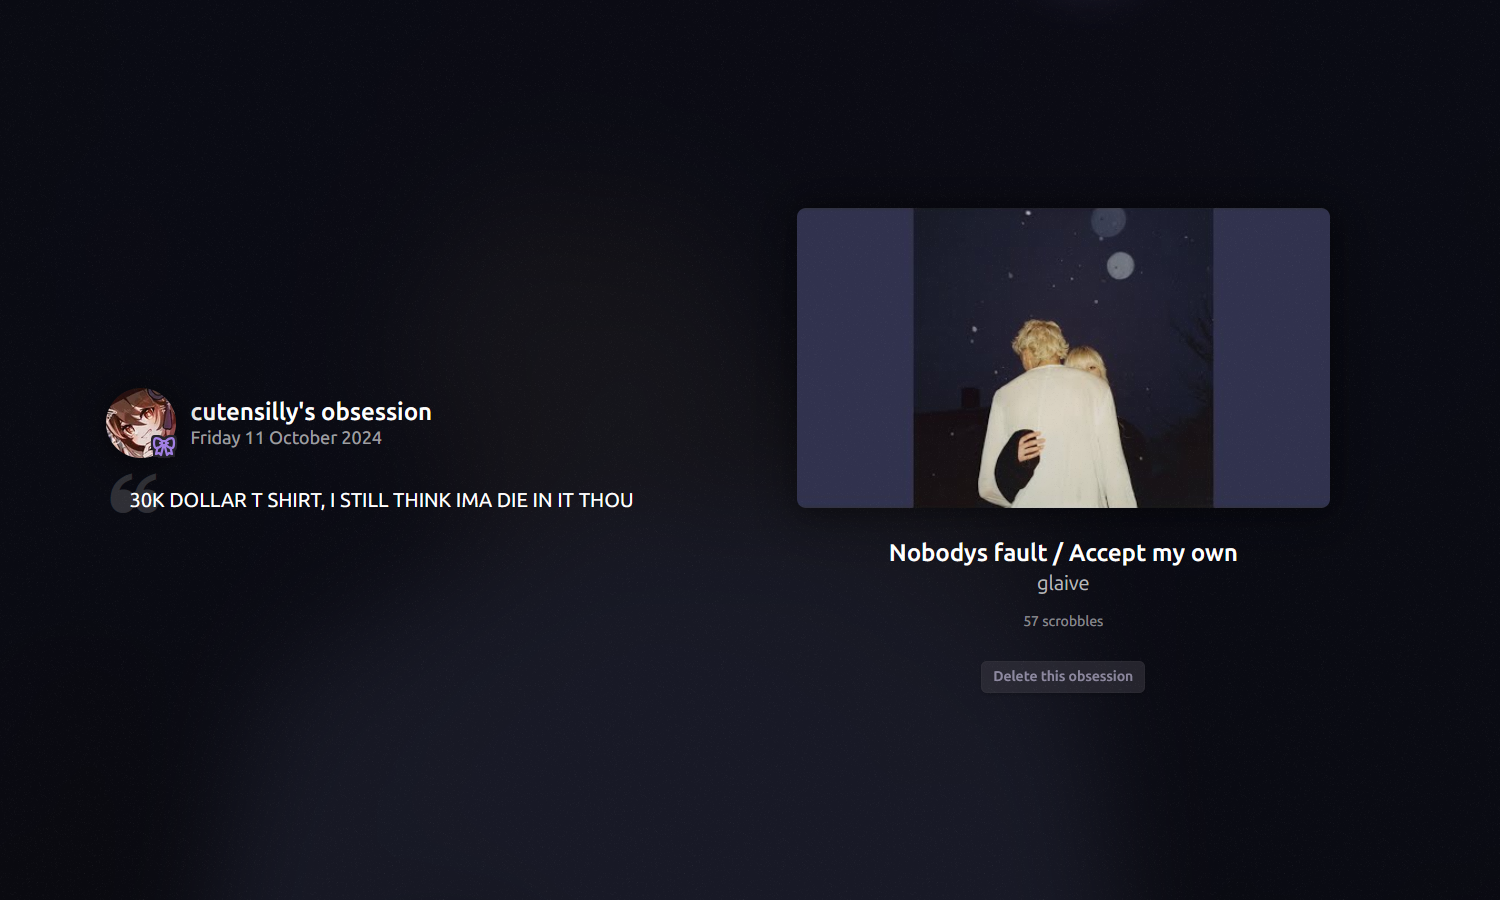 cutensilly's obsession
Friday 11 October 2024
30K DOLLAR T SHIRT, I STILL THINK IMA DIE IN IT THOU
Nobodys fault / Accept my own
glaive
57 scrobbles
Delete this obsession